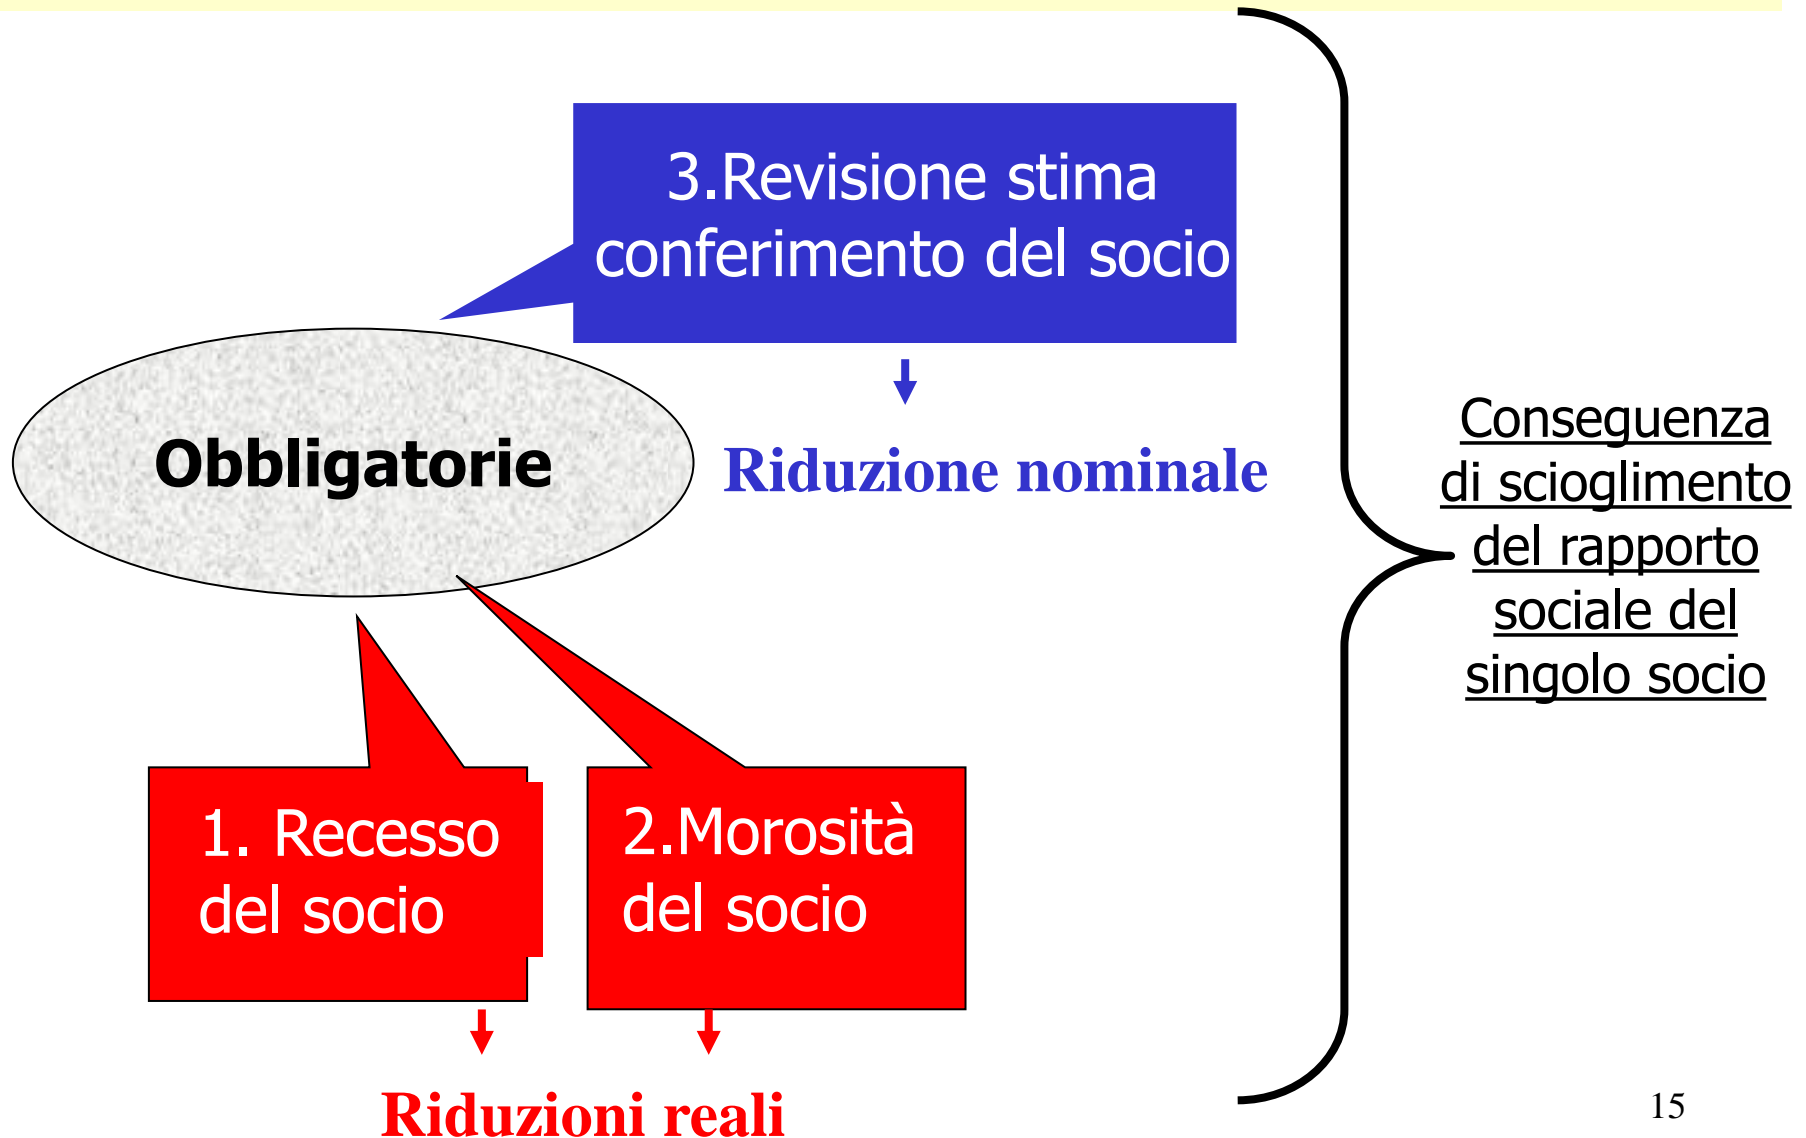 3.Revisione stima
conferimento del socio
Obbligatorie
Riduzione nominale
Conseguenza
di scioglimento
del rapporto
sociale del
singolo socio
1. Recesso
del socio
2.Morosità
del socio
Riduzioni reali
15